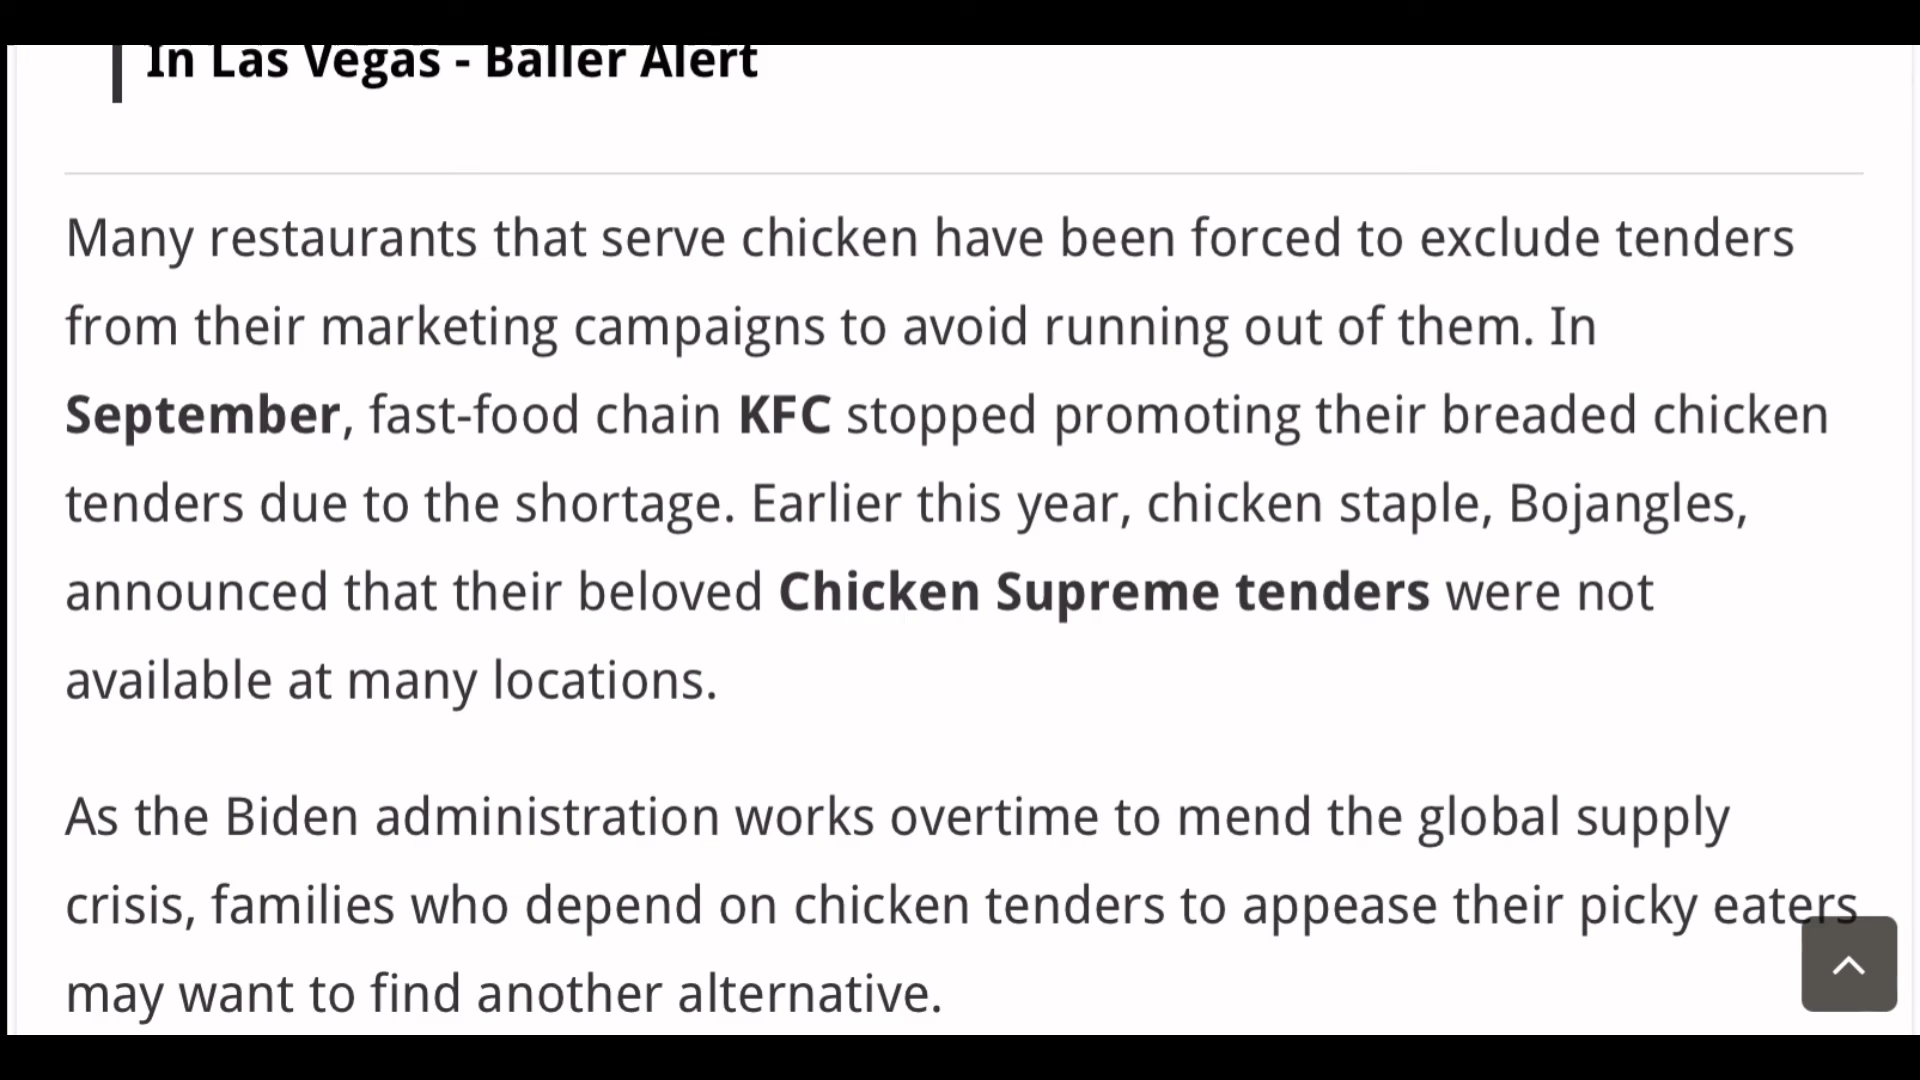 In Las Vegas - Baller Alert
Many restaurants that serve chicken have been forced to exclude tenders
from their marketing campaigns to avoid running out of them. In
September, fast-food chain KFC stopped promoting their breaded chicken
tenders due to the shortage. Earlier this year, chicken staple, Bojangles,
announced that their beloved Chicken Supreme tenders were not
available at many locations.
As the Biden administration works overtime to mend the global supply
crisis, families who depend on chicken tenders to appease their picky eaters
may want to find another alternative.